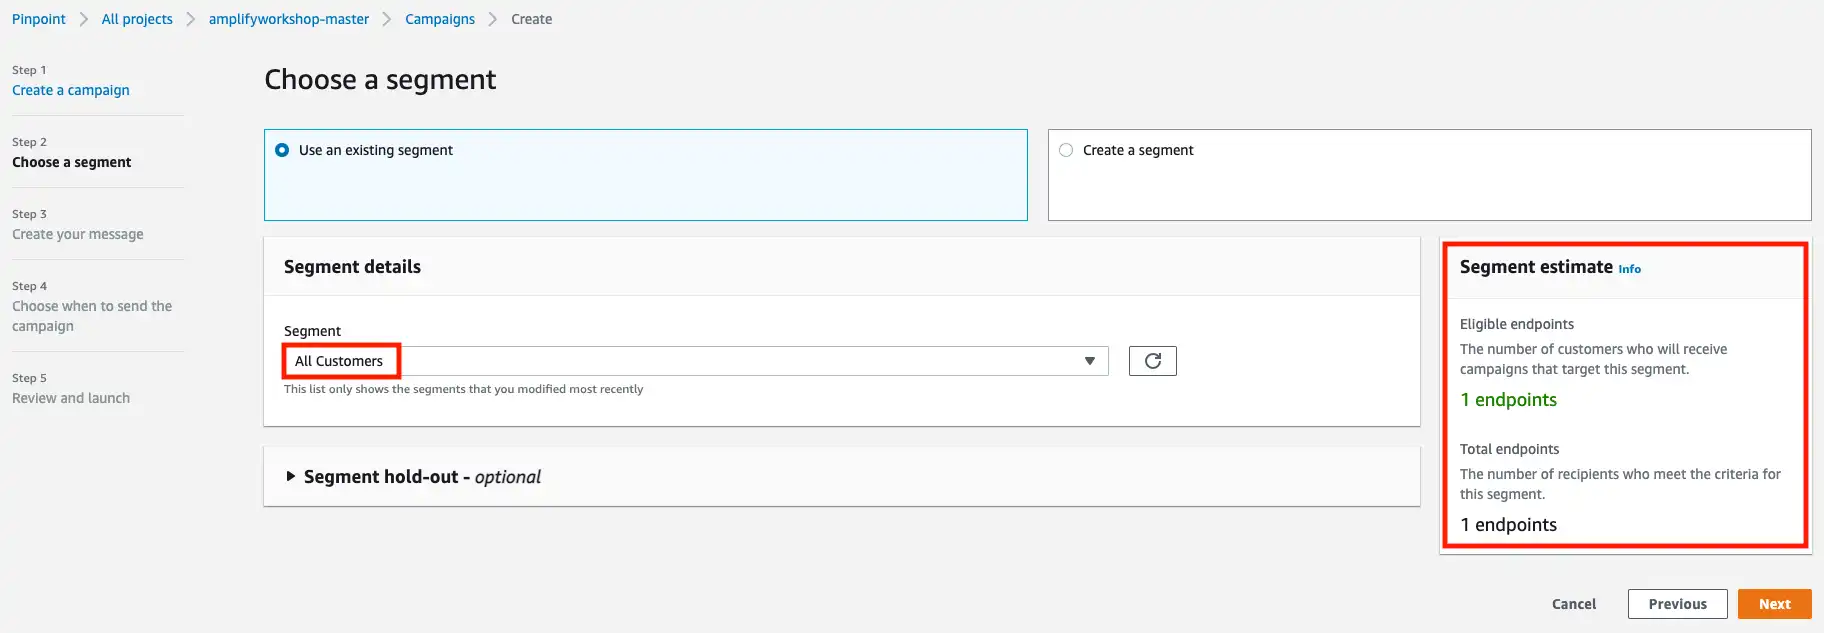 Pinpoint All projects amplifyworkshop-master Campaigns Create
Step 1
Create a campaign
Step 2
Choose a segment
Step 3
Create your message
Step 4
Choose when to send the
campaign
Step 5
Review and launch
Choose a segment
Use an existing segment
Create a segment
Segment details
Segment
All Customers
This list only shows the segments that you modified most recently
Segment hold-out - optional
Segment estimate Info
Eligible endpoints
The number of customers who will receive
campaigns that target this segment.
1 endpoints
Total endpoints
The number of recipients who meet the criteria for
this segment.
1 endpoints
Cancel Previous Next